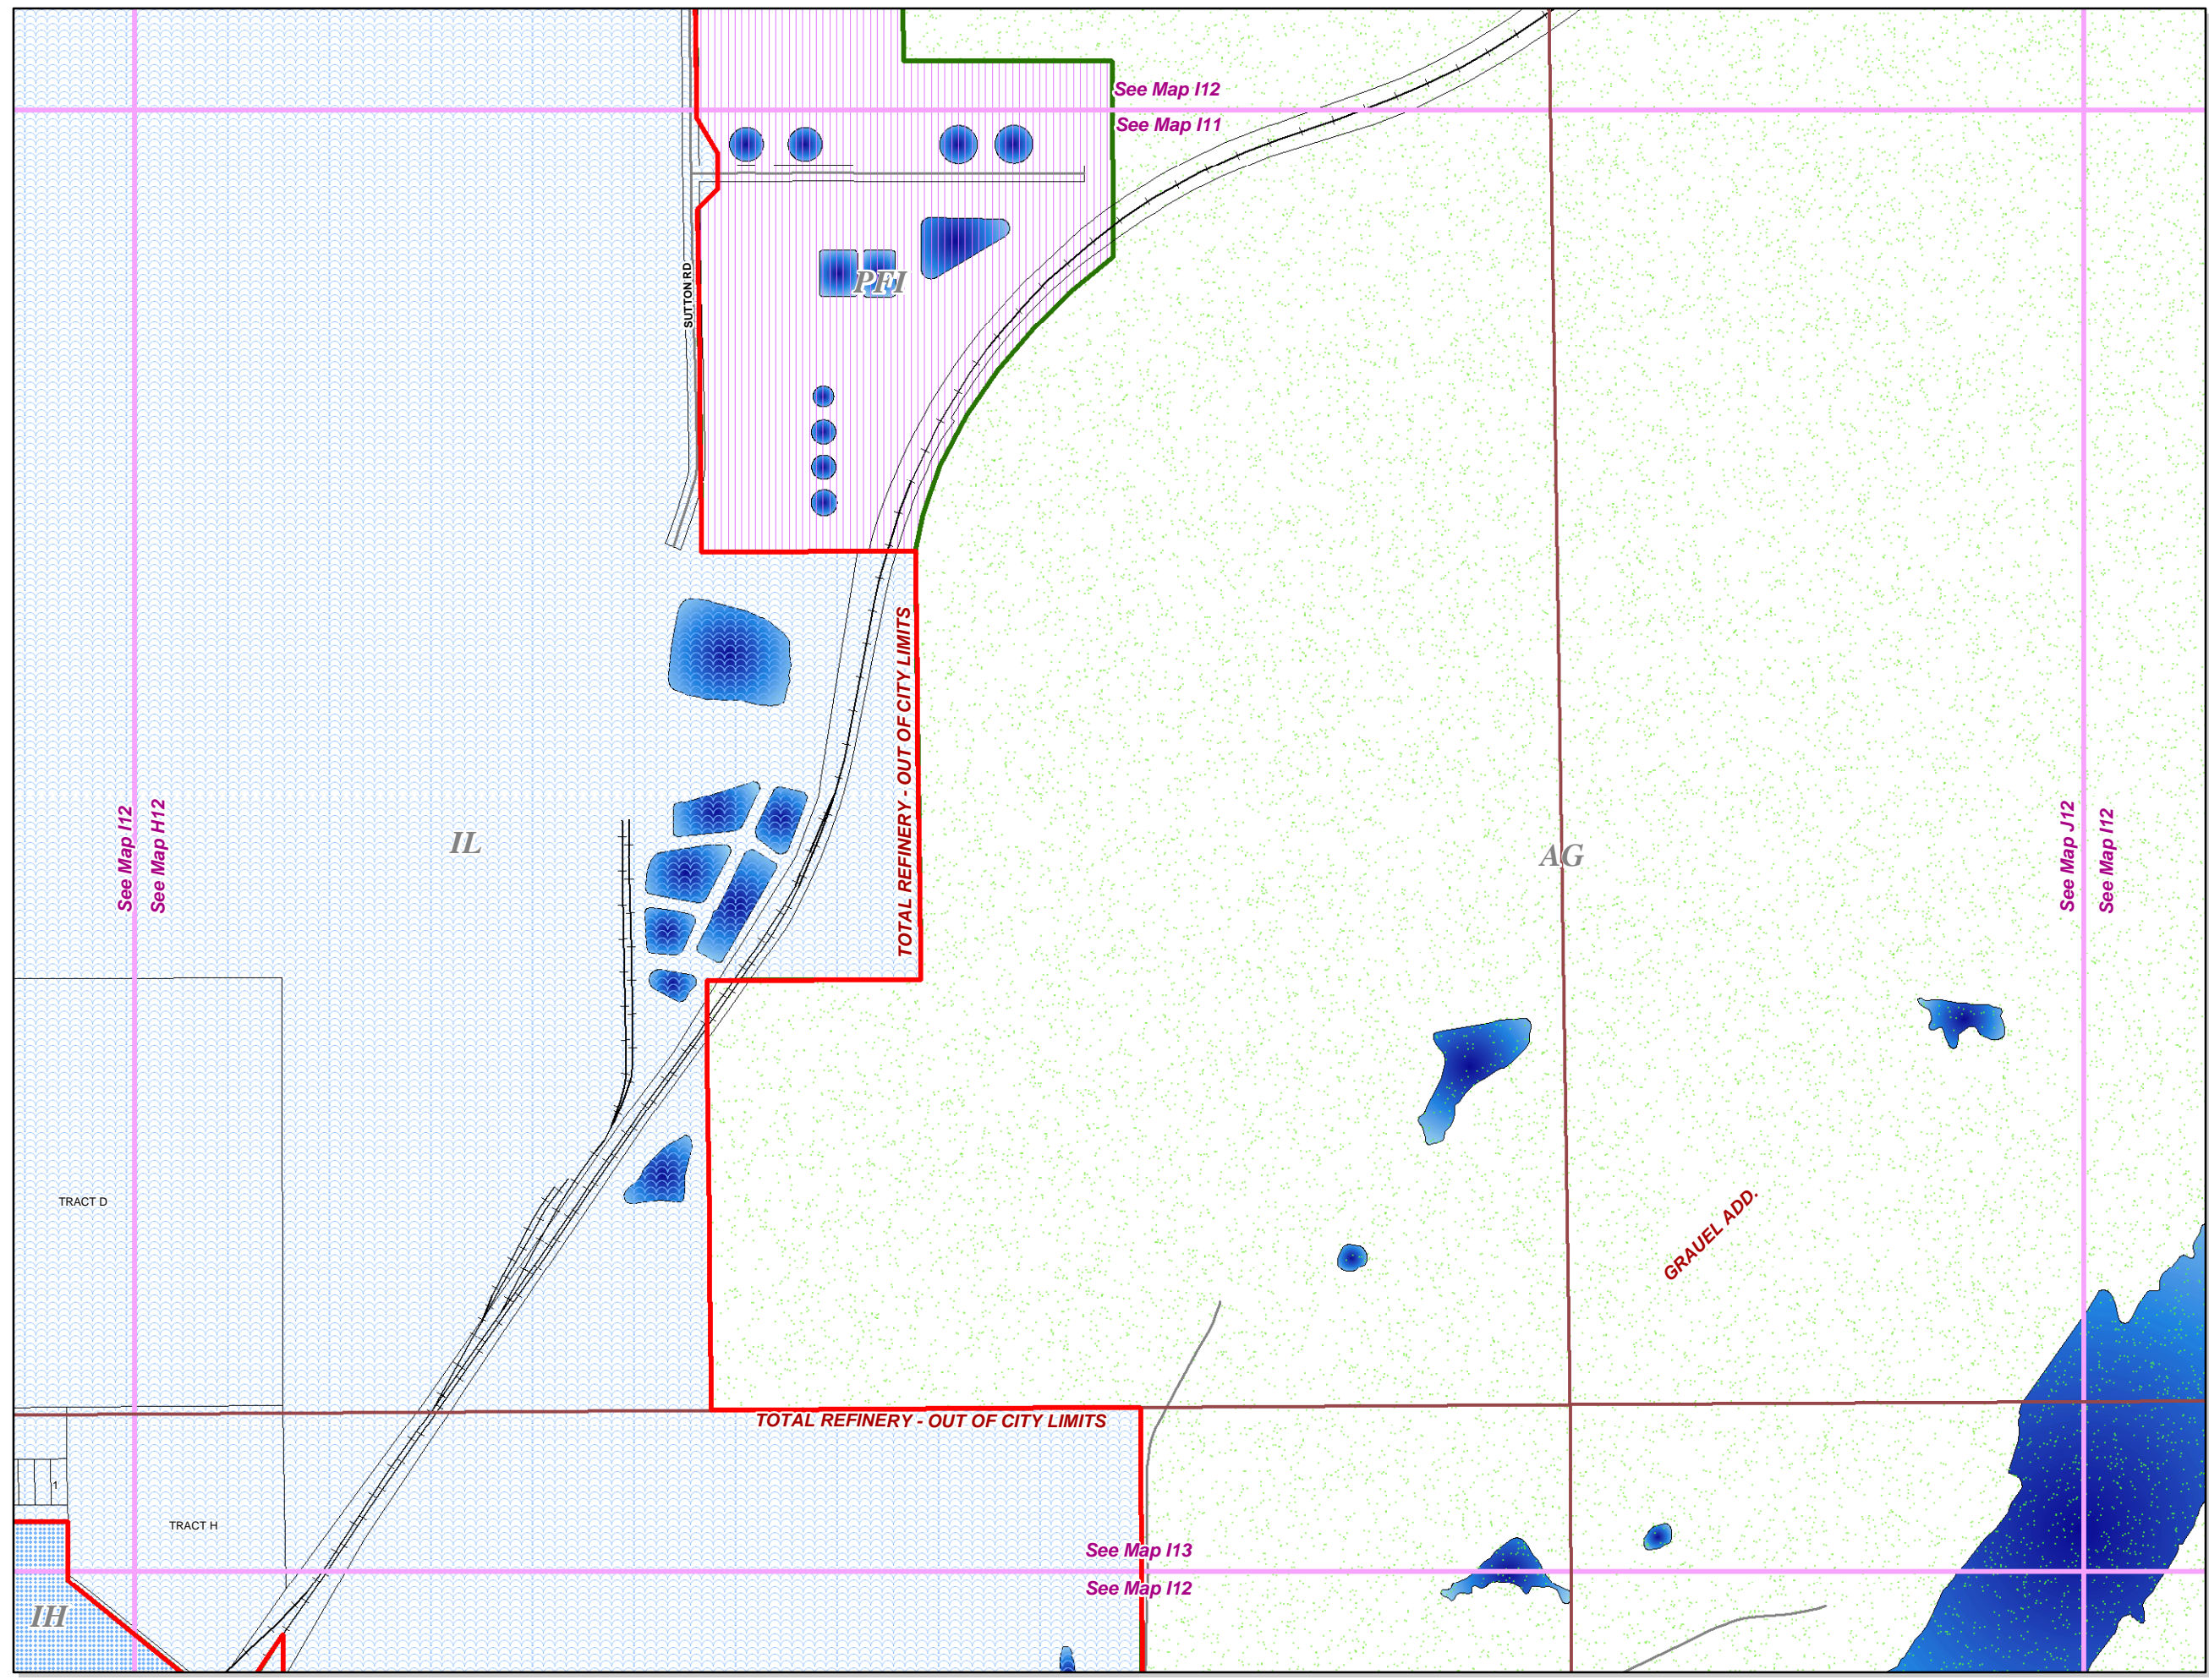 See Map I12
See Map I11
SUTTON RD
PFI
TOTAL REFINERY - OUT OF CITY LIMITS
See Map I12
See Map H12
IL
AG
See Map J12
See Map I12
TRACT D
GRAUEL ADD.
TOTAL REFINERY - OUT OF CITY LIMITS
1
TRACT H
See Map I13
See Map I12
IH